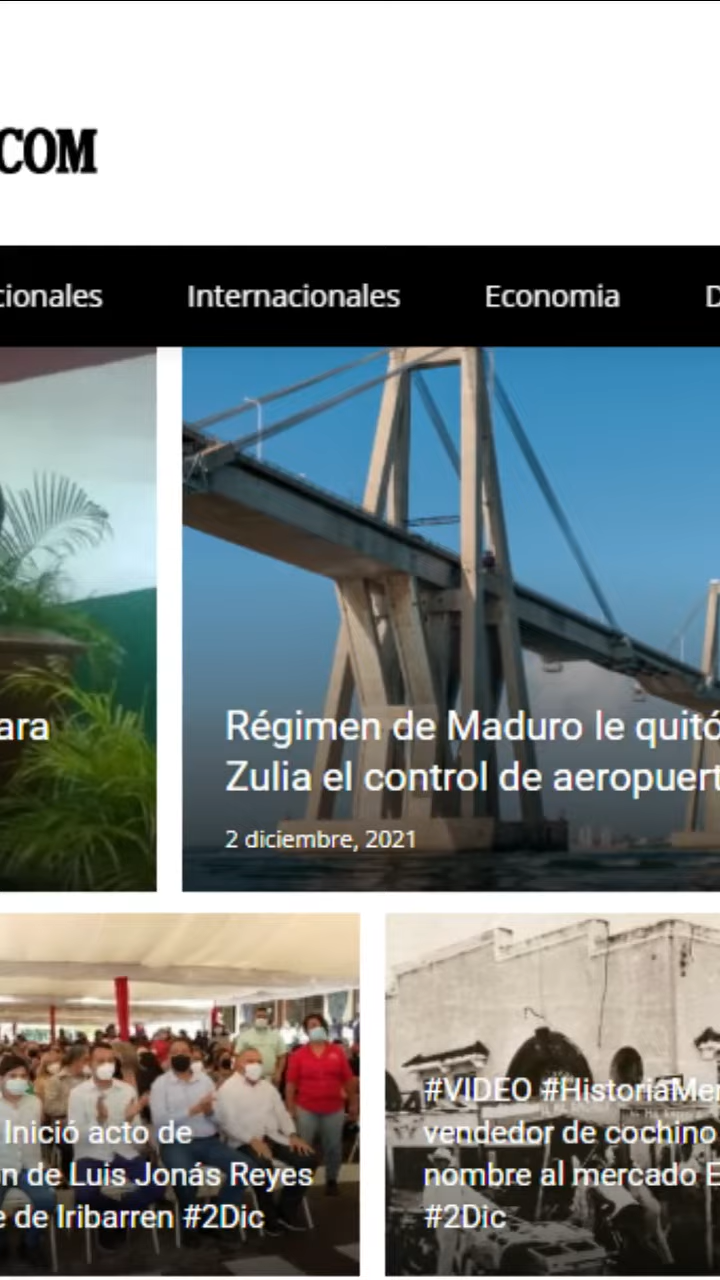 COM
cionales Internacionales Economia D
ara
Régimen de Maduro le quitó
Zulia el control de aeropuert
2 diciembre, 2021
Inició acto de
n de Luis Jonás Reyes
e de Iribarren #2Dic
#VIDEO #HistoriaMer
vendedor de cochino
nombre al mercado E
#2Dic